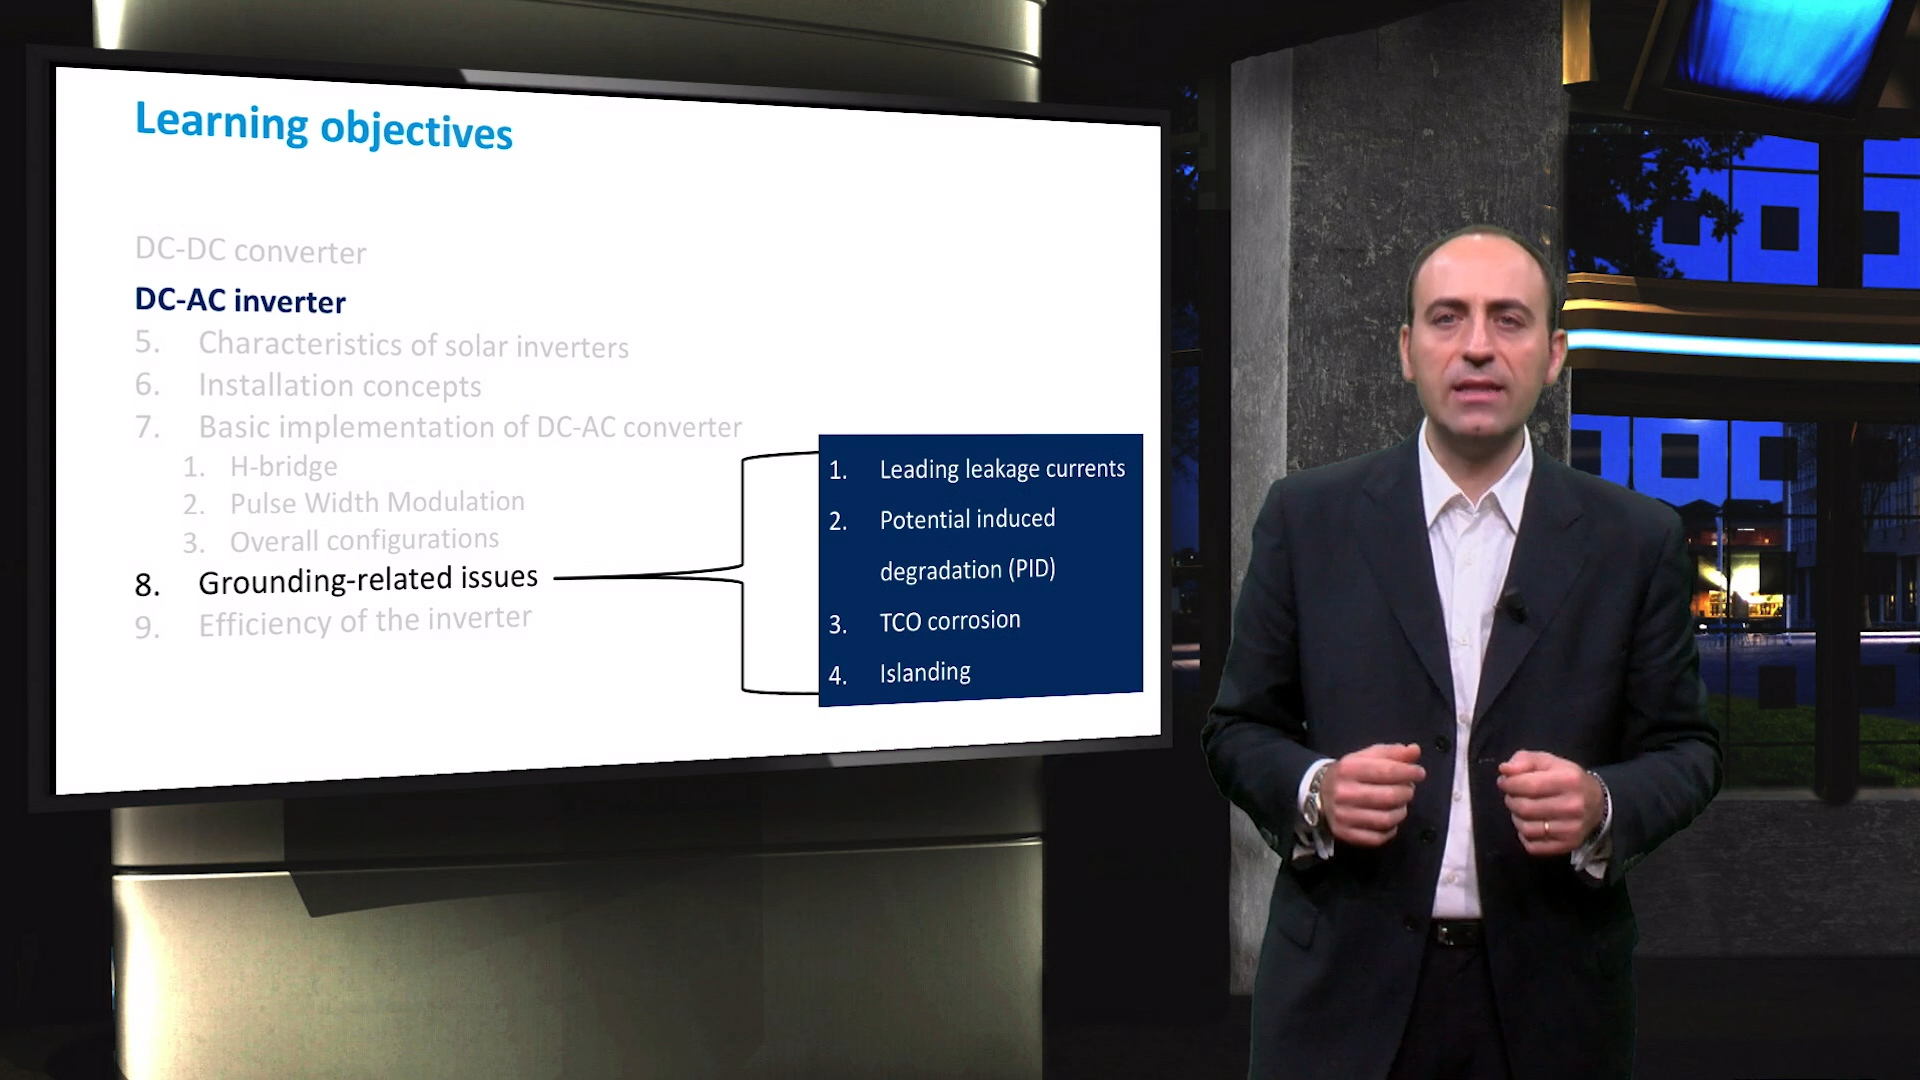 Learning objectives
DC-DC converter
DC-AC inverter
5. Characteristics of solar inverters
6. Installation concepts
7. Basic implementation of DC-AC converter
1. H-bridge
2. Pulse Width Modulation
3. Overall configurations
8. Grounding-related issues
9. Efficiency of the inverter
1. Leading leakage currents
2. Potential induced
degradation (PID)
3. TCO corrosion
4. Islanding